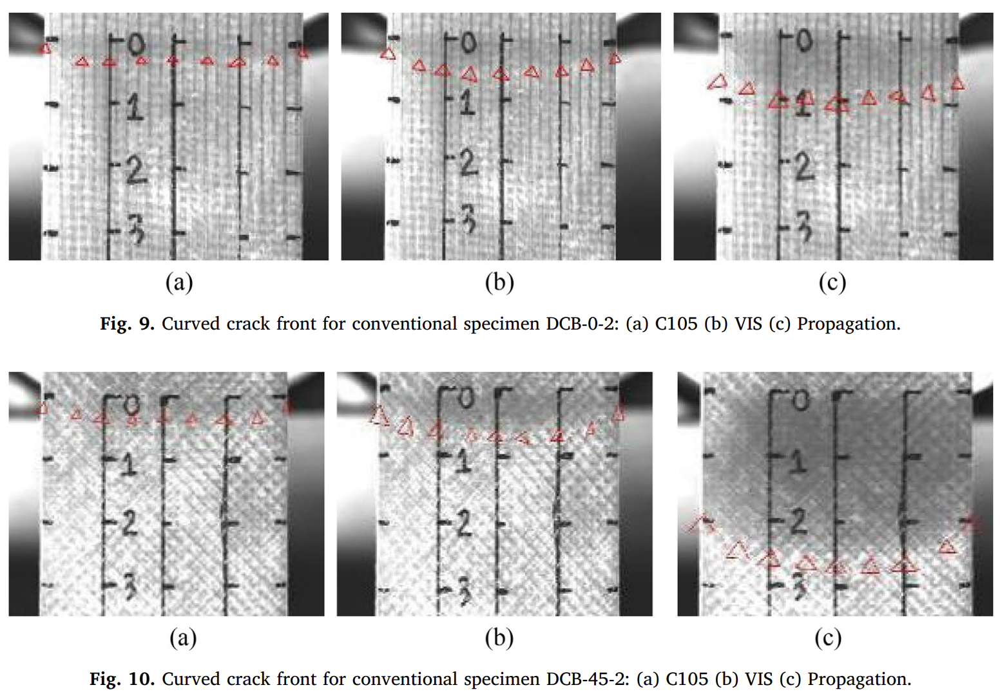 0 0 0
1 1 1
2 2 2
3 3 3
(a) (b) (c)
Fig. 9. Curved crack front for conventional specimen DCB-0-2: (a) C105 (b) VIS (c) Propagation.
0 0 0
1 1 1
2 2 2
3 3 3
(a) (b) (c)
Fig. 10. Curved crack front for conventional specimen DCB-45-2: (a) C105 (b) VIS (c) Propagation.